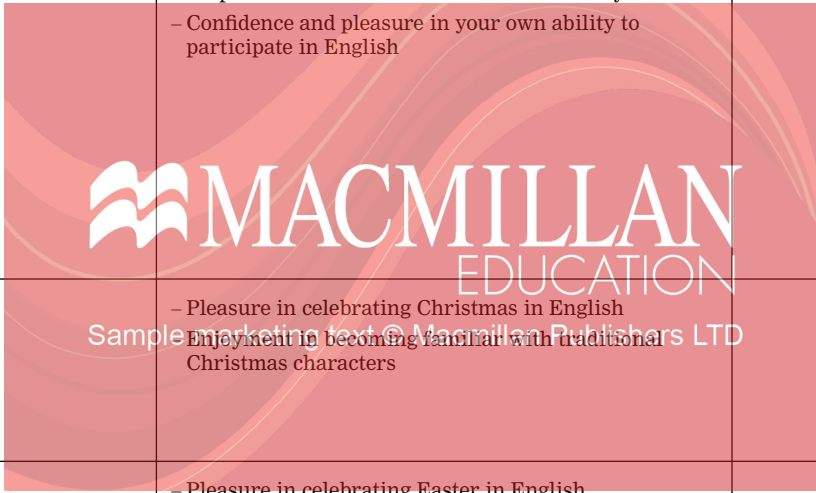 – Confidence and pleasure in your own ability to
participate in English
MACMILLAN
EDUCATION
– Pleasure in celebrating Christmas in English
Sample marketing text © Macmillan Publishers LTD
– Enjoyment in becoming familiar with traditional
Christmas characters
– Pleasure in celebrating Easter in English